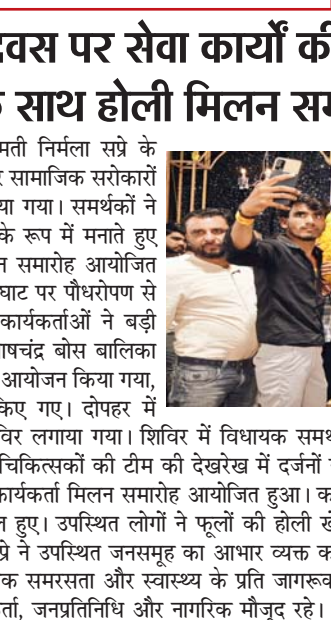 वस पर सेवा कार्यों की
साथ होली मिलन सम
मती निर्मला सप्रे के
सामाजिक सरोकारों
या गया। समर्थकों ने
के रूप में मनाते हुए
न समारोह आयोजित
घाट पर पौधरोपण से
कार्यकर्ताओं ने बड़ी
षचंद्र बोस बालिका
आयोजन किया गया,
किए गए। दोपहर में
विर लगाया गया। शिविर में विधायक समर्थ
चिकित्सकों की टीम की देखरेख में दर्जनों
कार्यकर्ता मिलन समारोह आयोजित हुआ। क
हुए। उपस्थित लोगों ने फूलों की होली खे
प्रे ने उपस्थित जनसमूह का आभार व्यक्त क
क समरसता और स्वास्थ्य के प्रति जागरूक
र्ता, जनप्रतिनिधि और नागरिक मौजूद रहे।